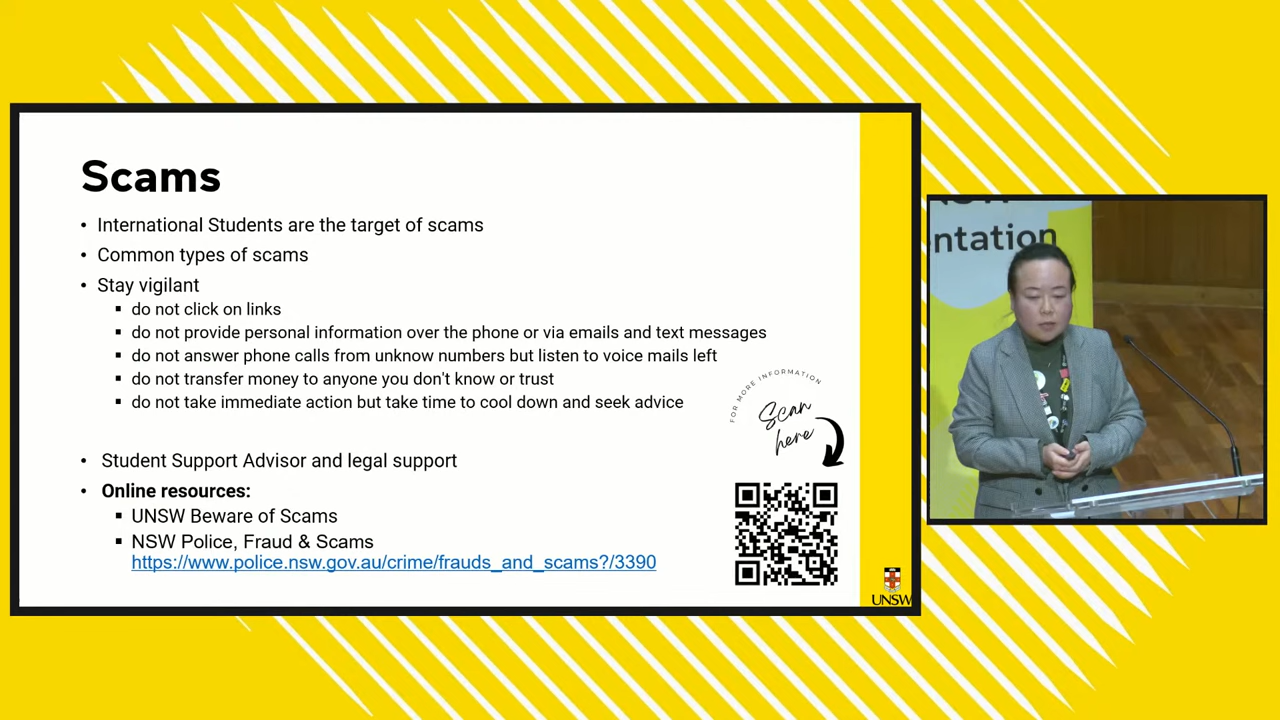 Scams
• International Students are the target of scams
• Common types of scams
• Stay vigilant
▪ do not click on links
▪ do not provide personal information over the phone or via emails and text messages
▪ do not answer phone calls from unknow numbers but listen to voice mails left
▪ do not transfer money to anyone you don't know or trust
▪ do not take immediate action but take time to cool down and seek advice
FOR MORE INFORMATION
Scan
here
• Student Support Advisor and legal support
• Online resources:
▪ UNSW Beware of Scams
▪ NSW Police, Fraud & Scams
https://www.police.nsw.gov.au/crime/frauds_and_scams?/3390
UNSW
ntation